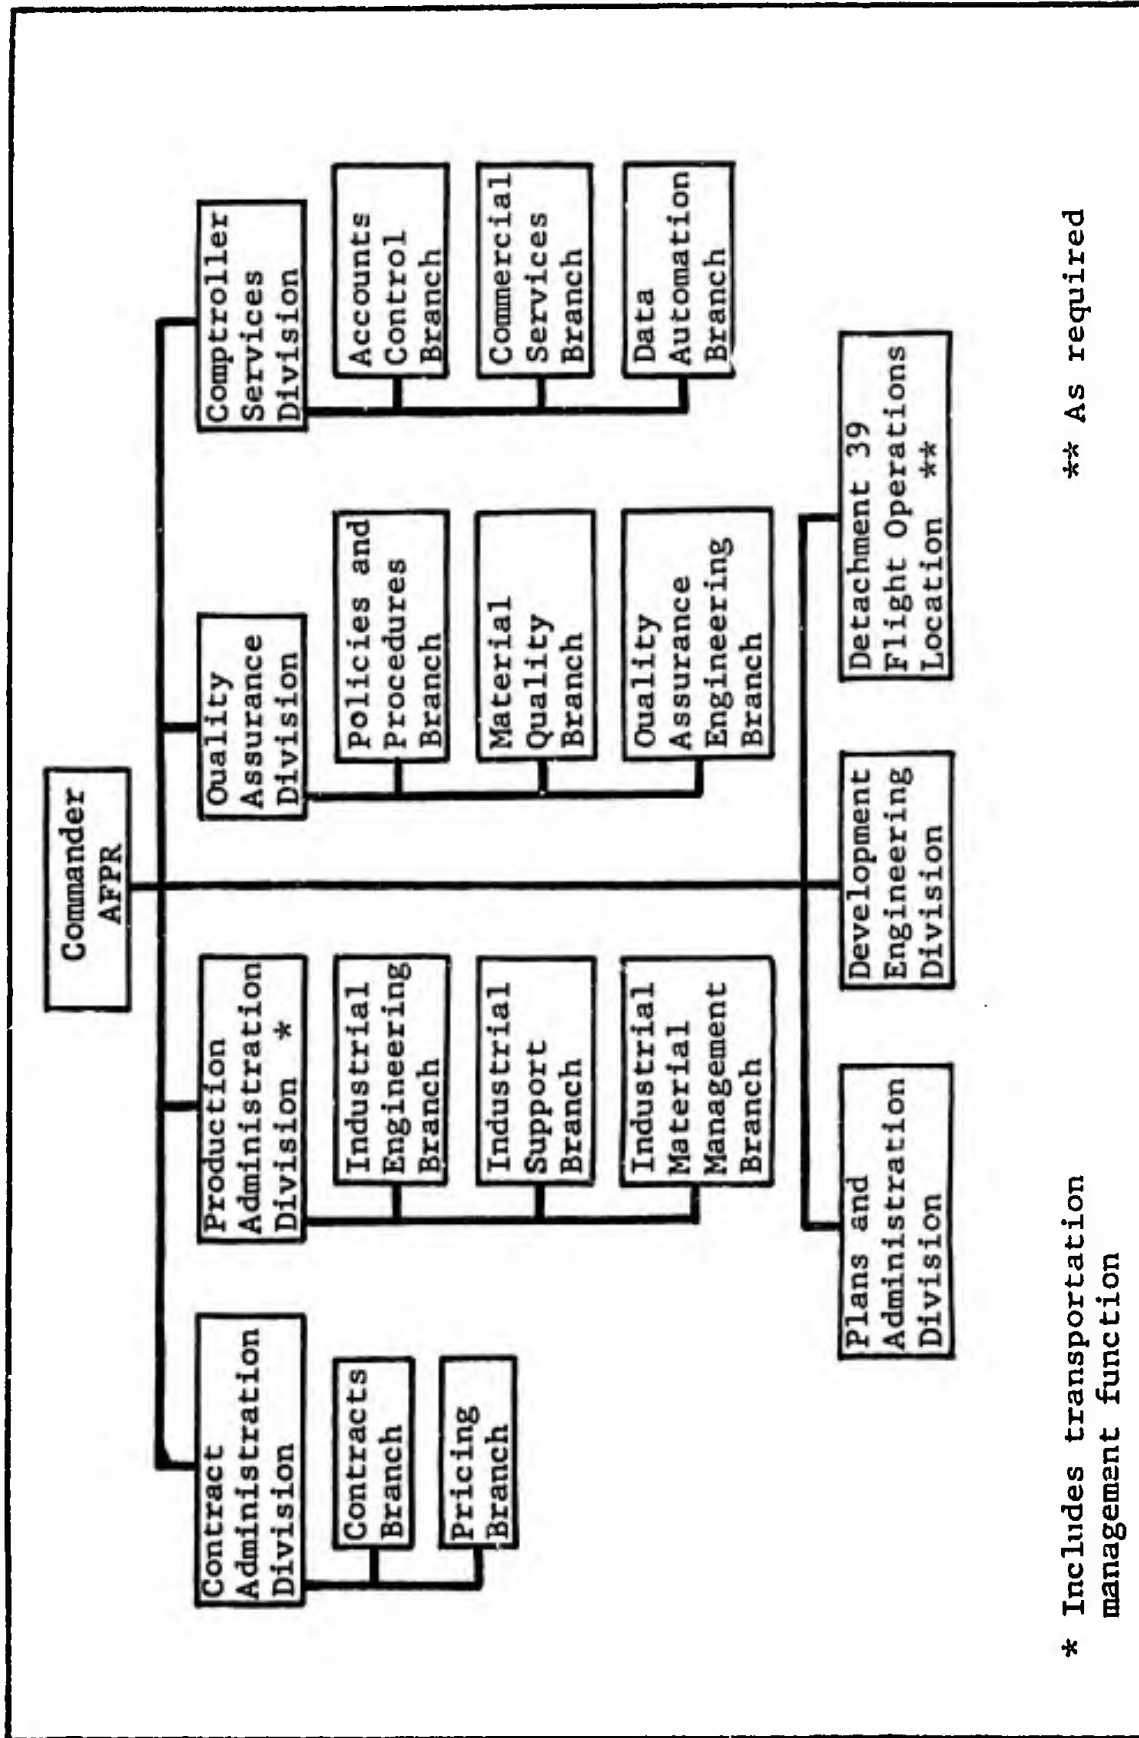 Commander
AFPR
Contract
Administration
Division
Contracts
Branch
Pricing
Branch
Production
Administration
Division *
Industrial
Engineering
Branch
Industrial
Support
Branch
Industrial
Material
Management
Branch
Ouality
Assurance
Division
Policies and
Procedures
Branch
Material
Quality
Branch
Ouality
Assurance
Engineering
Branch
Comptroller
Services
Division
Accounts
Control
Branch
Commercial
Services
Branch
Data
Automation
Branch
Plans and
Administration
Division
Development
Engineering
Division
Detachment 39
Flight Operations
Location **
* Includes transportation
management function
** As required